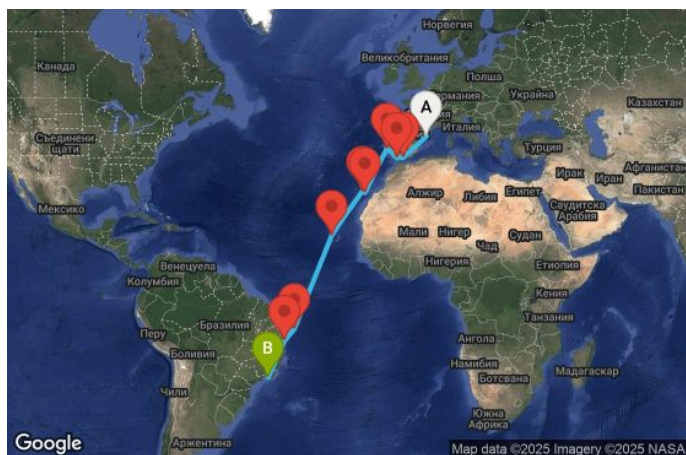 Норвегия
Канада
Великобритания
Полша
Германия
Украйна
Казахстан
Италия
Съединени
щати
Турция
Афганистан
Ирак
Иран
Пакистан
Алжир
Либия
Египет
Саудитска
Арабия
Мексико
Мали
Нигер
Чад
Судан
Нигерия
Етиопия
Венецуела
Колумбия
Кения
Танзания
Перу
Бразилия
Боливия
Ангола
Намибия
Ботсвана
Мадагаскар
Чили
Южна
Африка
Аржентина
A
B
Google
Map data ©2025 Imagery ©2025 NASA